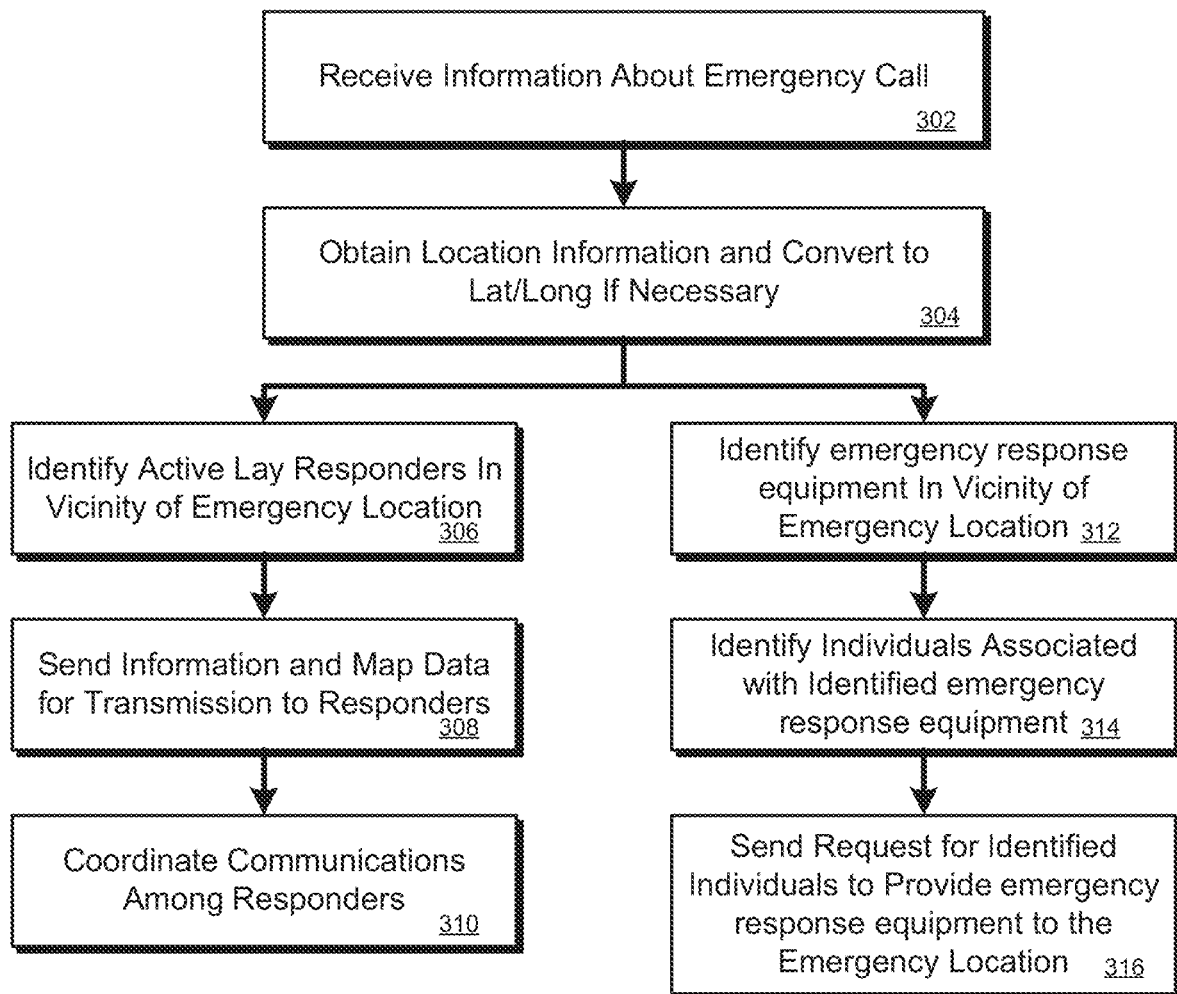 Receive Information About Emergency Call
302
Obtain Location Information and Convert to
Lat/Long If Necessary
304
Identify Active Lay Responders In
Vicinity of Emergency Location
306
Send Information and Map Data
for Transmission to Responders
308
Coordinate Communications
Among Responders
310
Identify emergency response
equipment In Vicinity of
Emergency Location 312
Identify Individuals Associated
with Identified emergency
response equipment 314
Send Request for Identified
Individuals to Provide emergency
response equipment to the
Emergency Location 316